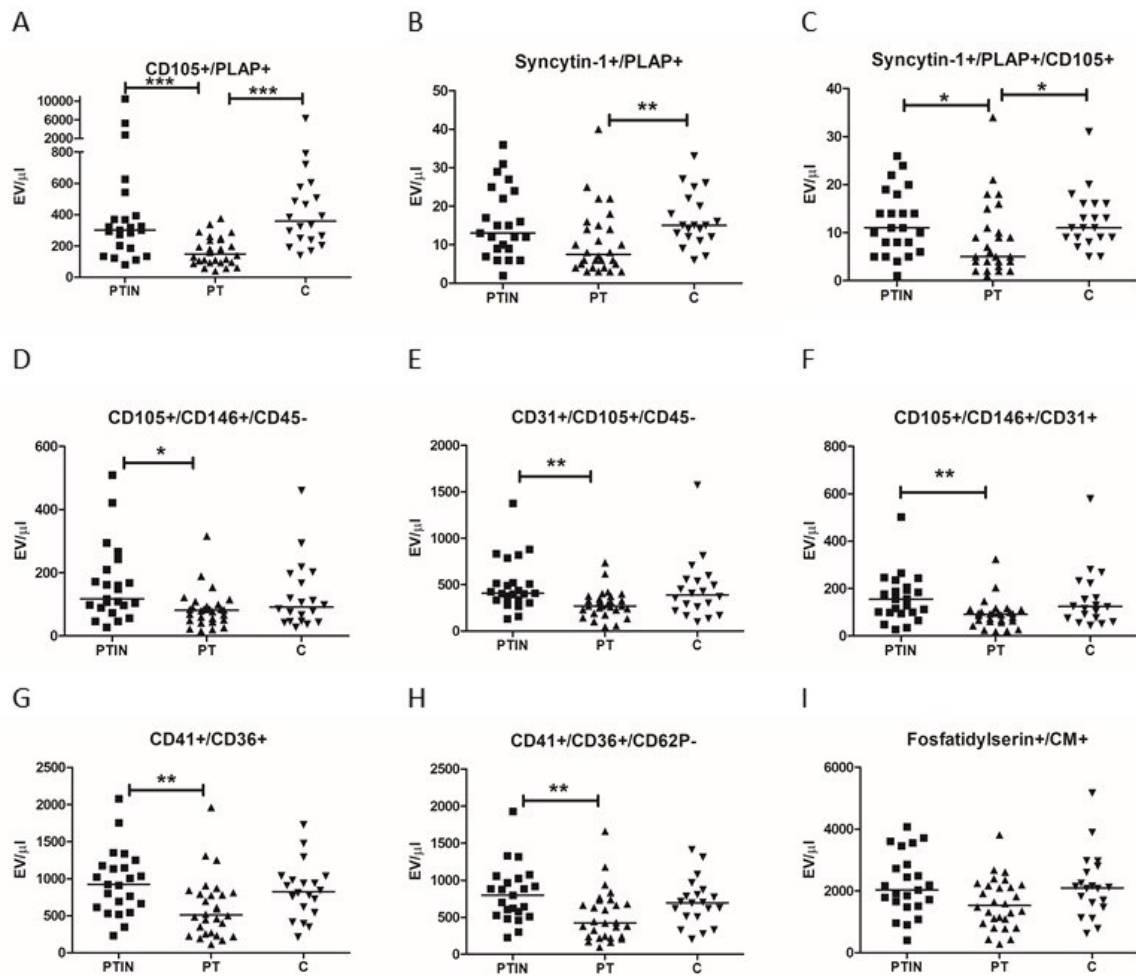 A
B
C
CD105+/PLAP+
Syncytin-1+/PLAP+
Syncytin-1+/PLAP+/CD105+
***
***
**
*
*
EV/µl
10000
6000
2000
800
600
400
200
0
PTIN PT C
EV/µl
50
40
30
20
10
0
PTIN PT C
EV/µl
40
30
20
10
0
PTIN PT C
D
E
F
CD105+/CD146+/CD45-
CD31+/CD105+/CD45-
CD105+/CD146+/CD31+
*
**
**
EV/µl
600
400
200
0
PTIN PT C
EV/µl
2000
1500
1000
500
0
PTIN PT C
EV/µl
800
600
400
200
0
PTIN PT C
G
H
I
CD41+/CD36+
CD41+/CD36+/CD62P-
Fosfatidylserin+/CM+
**
**
EV/µl
2500
2000
1500
1000
500
0
PTIN PT C
EV/µl
2500
2000
1500
1000
500
0
PTIN PT C
EV/µl
6000
4000
2000
0
PTIN PT C